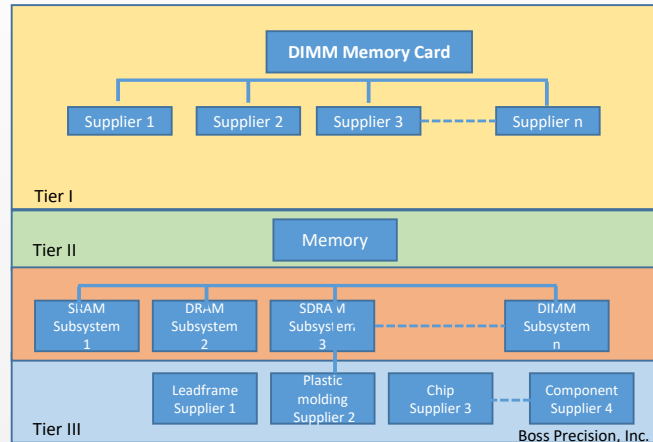 DIMM Memory Card
Supplier 1
Supplier 2
Supplier 3
Supplier n
Tier I
Memory
Tier II
SRAM
Subsystem
1
DRAM
Subsystem
2
SDRAM
Subsystem
3
DIMM
Subsystem
n
Leadframe
Supplier 1
Plastic
molding
Supplier 2
Chip
Supplier 3
Component
Supplier 4
Tier III
Boss Precision, Inc.